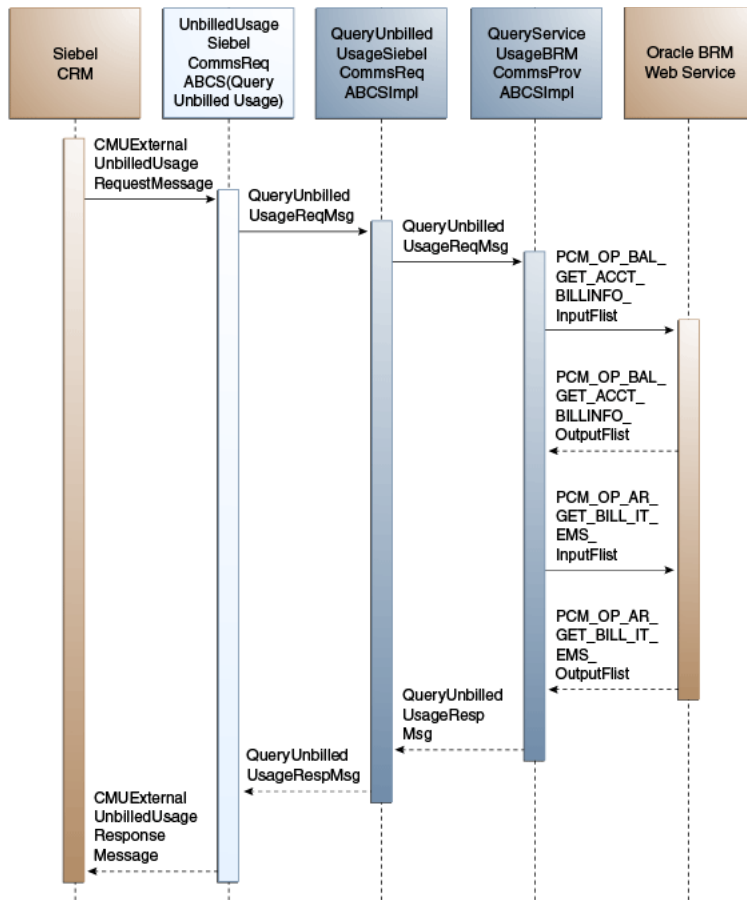 Siebel
CRM
UnbilledUsage
Siebel
CommsReq
ABCS(Query
Unbilled Usage)
QueryUnbilled
UsageSiebel
CommsReq
ABCSImpl
QueryService
UsageBRM
CommsProv
ABCSImpl
Oracle BRM
Web Service
CMUExternal
UnbilledUsage
RequestMessage
QueryUnbilled
UsageReqMsg
QueryUnbilled
UsageReqMsg
PCM_OP_BAL_
GET_ACCT_
BILLINFO_
InputFlist
PCM_OP_BAL_
GET_ACCT_
BILLINFO_
OutputFlist
PCM_OP_AR_
GET_BILL_IT_
EMS_
InputFlist
PCM_OP_AR_
GET_BILL_IT_
EMS_
OutputFlist
QueryUnbilled
UsageResp
Msg
QueryUnbilled
UsageRespMsg
CMUExternal
UnbilledUsage
Response
Message